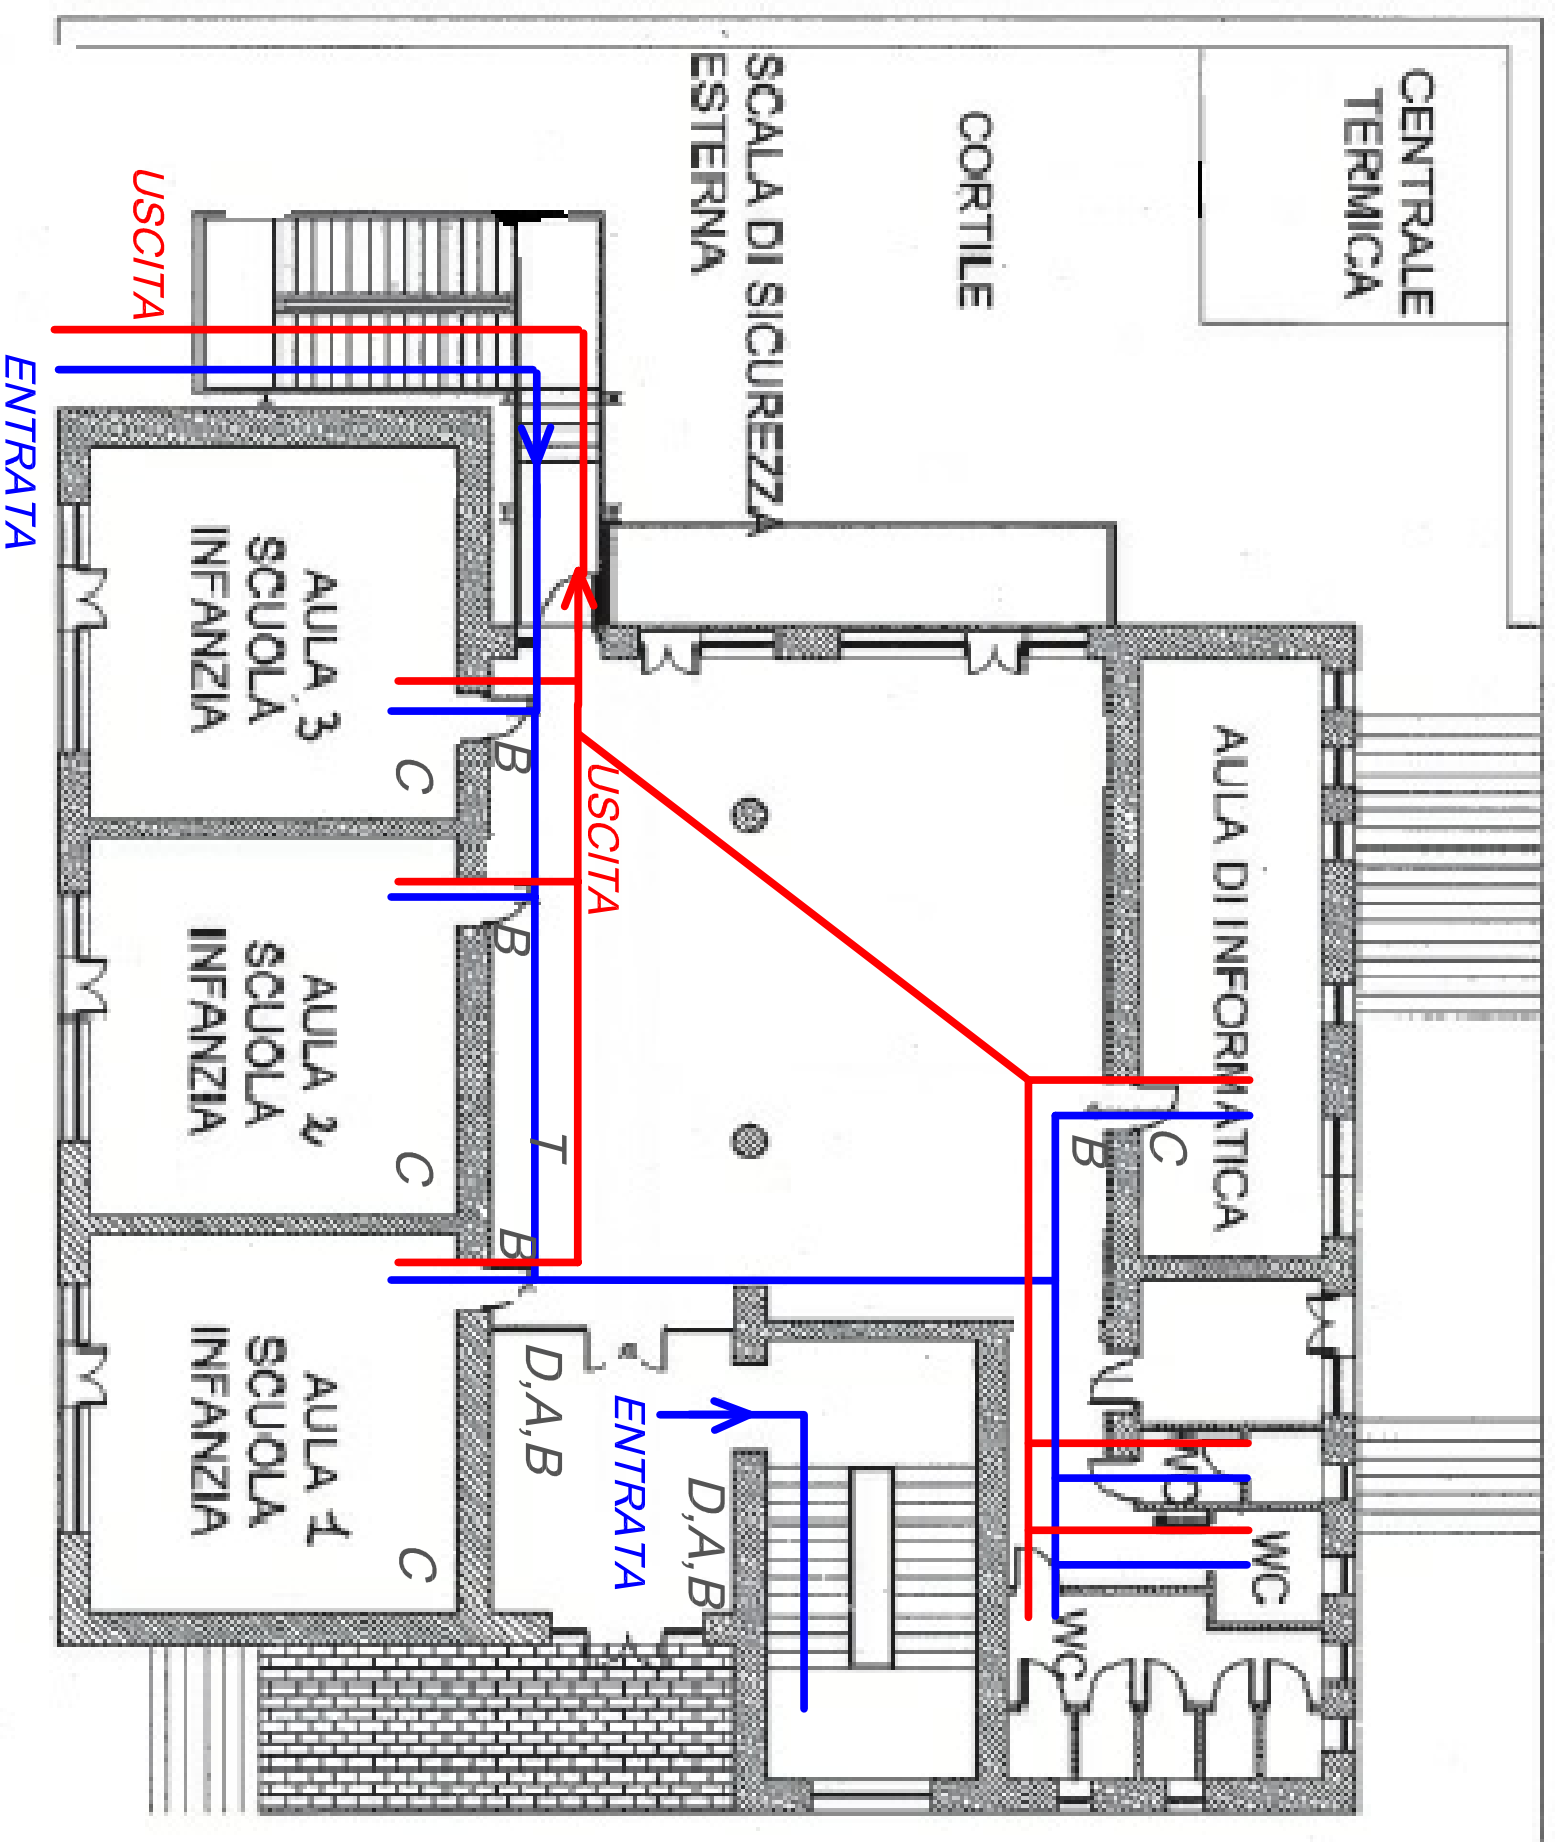 CENTRALE
TERMICA
CORTILE
SCALA DI SICUREZZA
ESTERNA
AULA DI INFORMATICA
C
B
WC
WC
WC
D,A,B
ENTRATA
D,A,B
USCITA
T
B
B
B
C
C
C
AULA 3
SCUOLA
INFANZIA
AULA 2
SCUOLA
INFANZIA
AULA 1
SCUOLA
INFANZIA
USCITA
ENTRATA